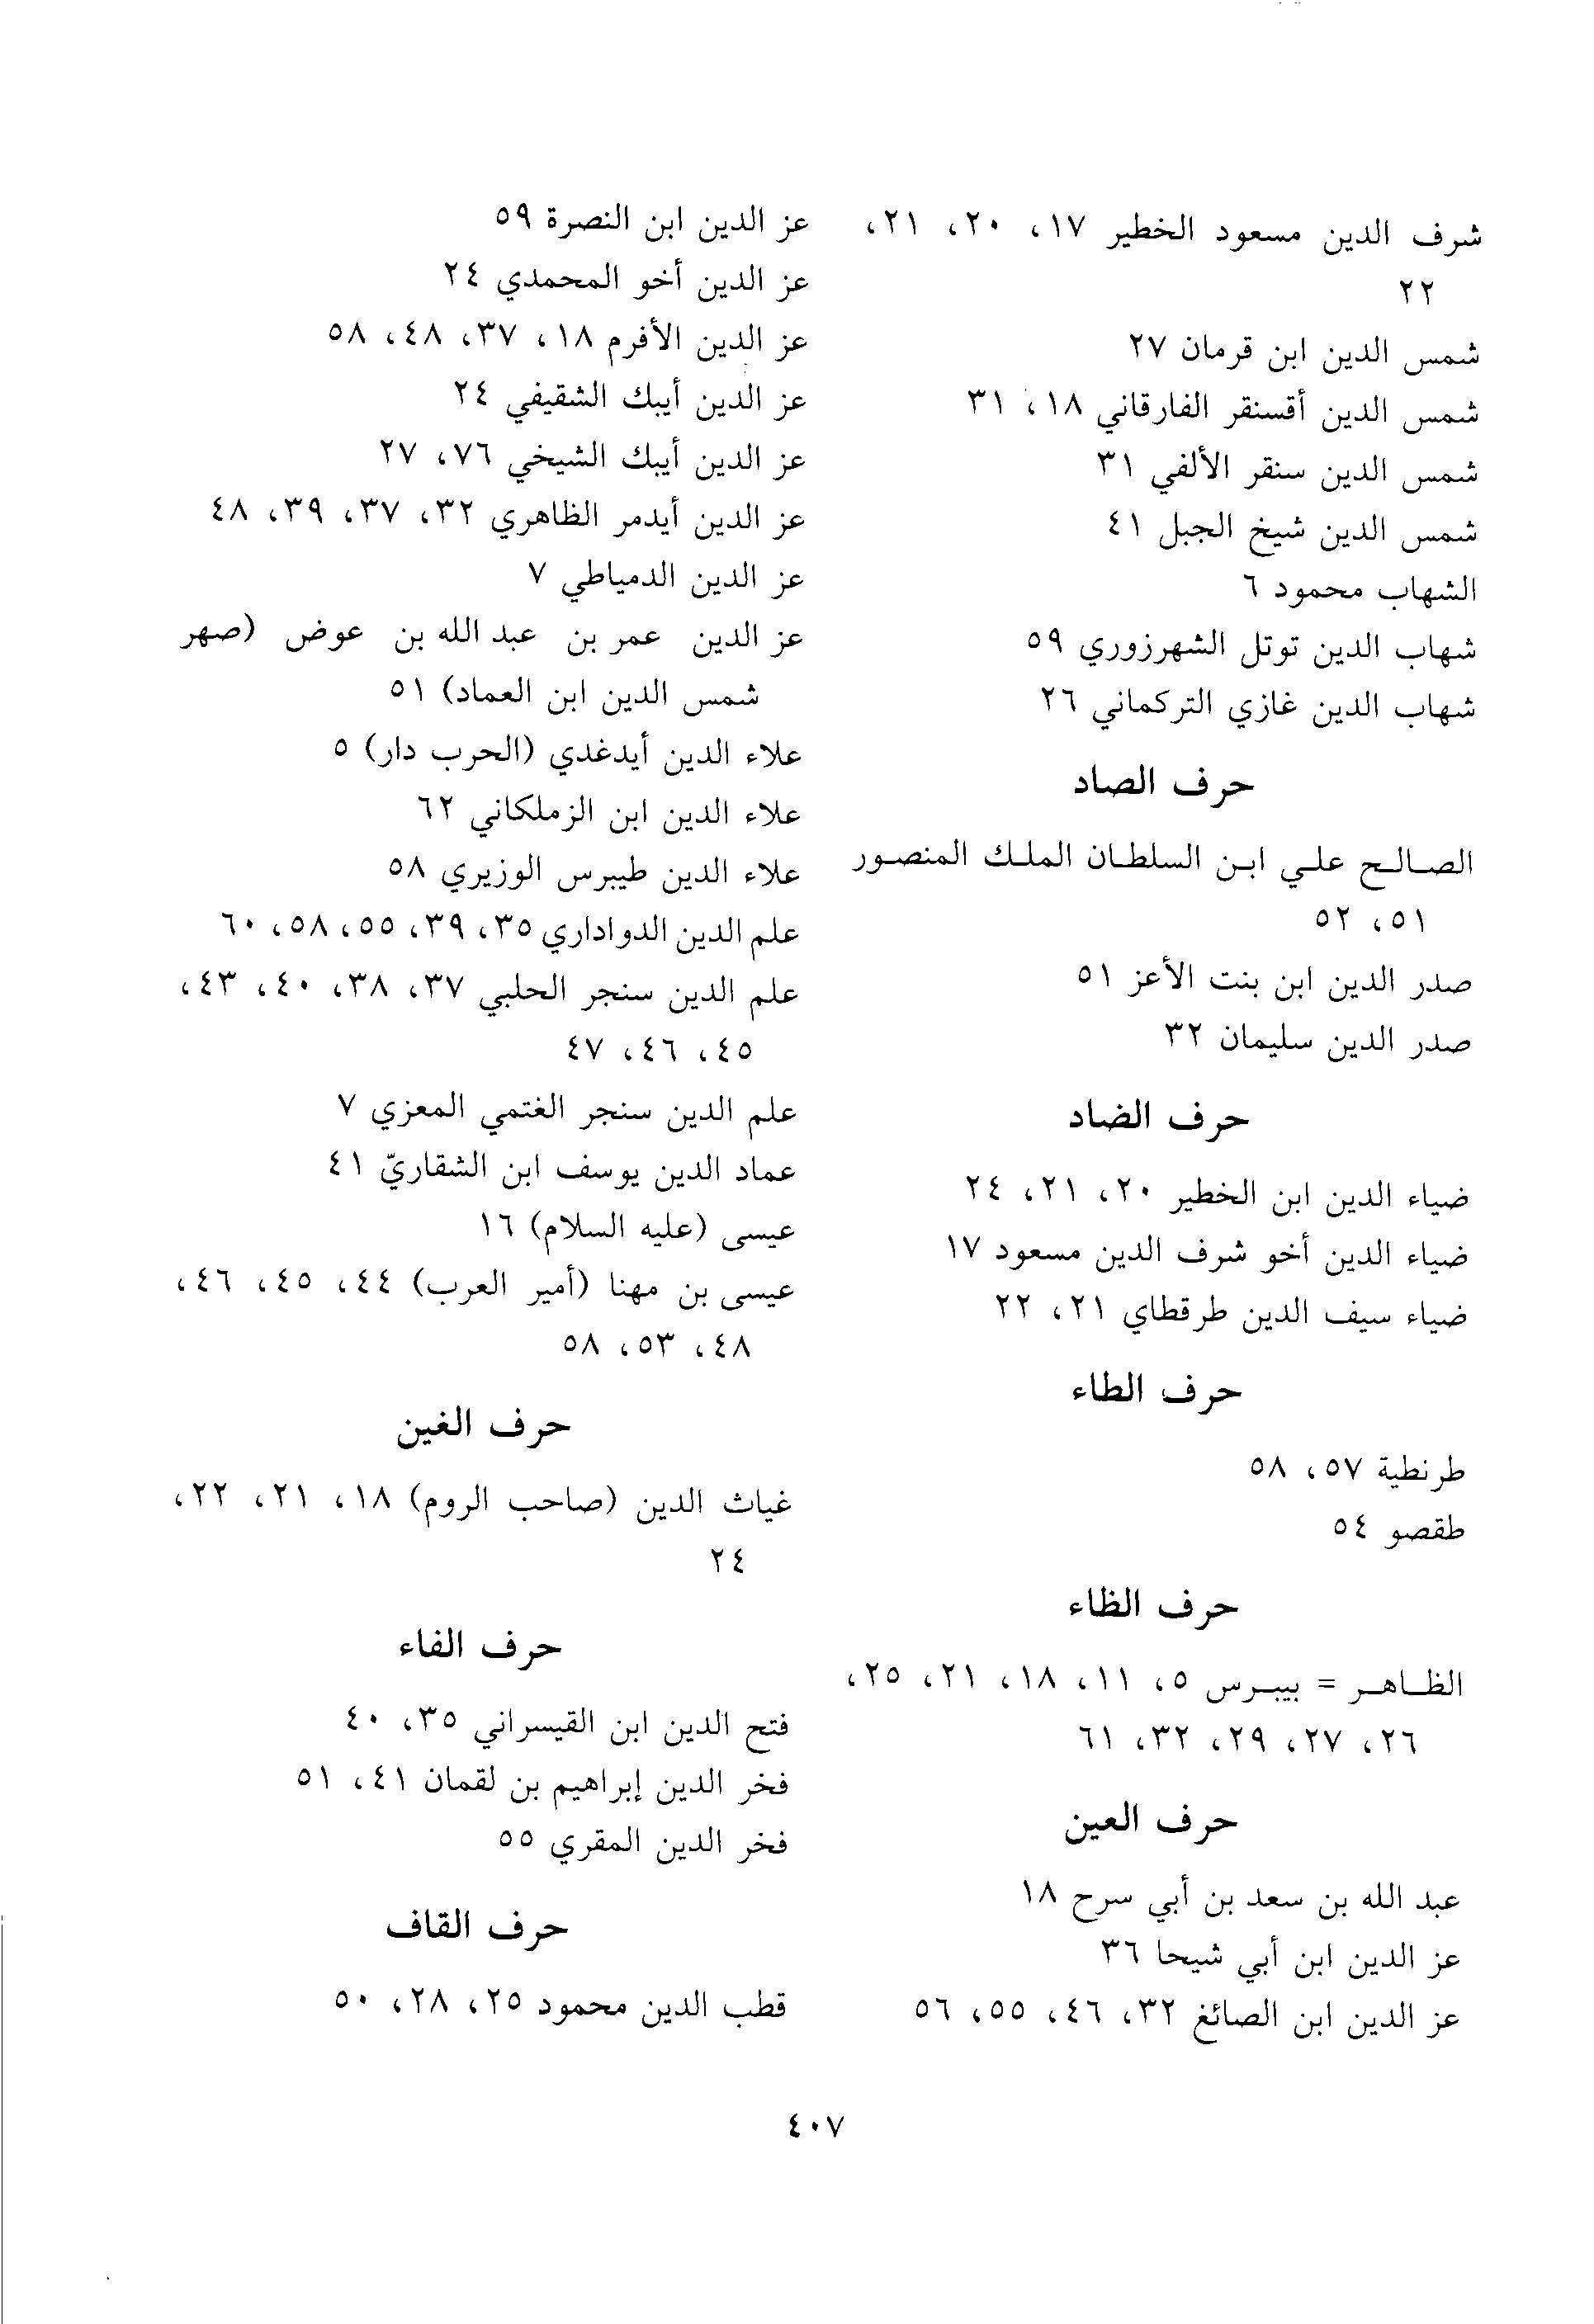 شرف الدين مسعود الخطير ١٧، ٢٠، ٢١،
٢٢
شمس الدين ابن قرمان ٢٧
شمس الدين أقسنقر الفارقاني ١٨، ٣١
شمس الدين سنقر الألفي ٣١
شمس الدين شيخ الجبل ٤١
الشهاب محمود ٦
شهاب الدين توتل الشهرزوري ٥٩
شهاب الدين غازي التركماني ٢٦
حرف الصاد
الصالح علي ابن السلطان الملك المنصور
٥١، ٥٢
صدر الدين ابن بنت الأعز ٥١
صدر الدين سليمان ٣٢
حرف الضاد
ضياء الدين ابن الخطير ٢٠، ٢١، ٢٤
ضياء الدين أخو شرف الدين مسعود ١٧
ضياء سيف الدين طرقطاي ٢١، ٢٢
حرف الطاء
طرنطية ٥٧، ٥٨
طقصو ٥٤
حرف الظاء
الظاهر = بيبرس ٥، ١١، ١٨، ٢١، ٢٥،
٢٦، ٢٧، ٢٩، ٣٢، ٦١
حرف العين
عبد الله بن سعد بن أبي سرح ١٨
عز الدين ابن أبي شيحا ٣٦
عز الدين ابن الصائغ ٣٢، ٤٦، ٥٥، ٥٦
عز الدين ابن النصرة ٥٩
عز الدين أخو المحمدي ٢٤
عز الدين الأفرم ١٨، ٣٧، ٤٨، ٥٨
عز الدين أيبك الشقيفي ٢٤
عز الدين أيبك الشيخي ٧٦، ٢٧
عز الدين أيدمر الظاهري ٣٢، ٣٧، ٣٩، ٤٨
عز الدين الدمياطي ٧
عز الدين عمر بن عبد الله بن عوض (صهر
شمس الدين ابن العماد) ٥١
علاء الدين أيدغدي (الحرب دار) ٥
علاء الدين ابن الزملكاني ٦٢
علاء الدين طيبرس الوزيري ٥٨
علم الدين الدواداري ٣٥، ٣٩، ٥٥، ٥٨، ٦٠
علم الدين سنجر الحلبي ٣٧، ٣٨، ٤٠، ٤٣،
٤٥، ٤٦، ٤٧
علم الدين سنجر الغتمي المعزي ٧
عماد الدين يوسف ابن الشقاريّ ٤١
عيسى (عليه السلام) ١٦
عيسى بن مهنا (أمير العرب) ٤٤، ٤٥، ٤٦،
٤٨، ٥٣، ٥٨
حرف الغين
غياث الدين (صاحب الروم) ١٨، ٢١، ٢٢،
٢٤
حرف الفاء
فتح الدين ابن القيسراني ٣٥، ٤٠
فخر الدين إبراهيم بن لقمان ٤١، ٥١
فخر الدين المقري ٥٥
حرف القاف
قطب الدين محمود ٢٥، ٢٨، ٥٠
٤٠٧